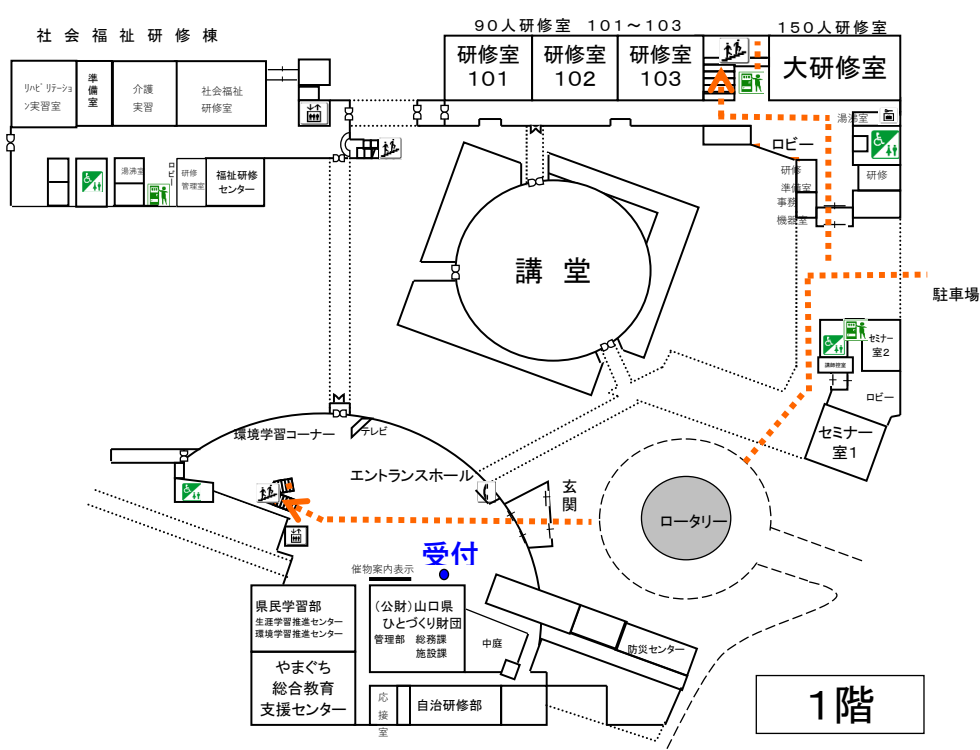 社会福祉研修棟
90人研修室 101～103
150人研修室
研修室
101
研修室
102
研修室
103
大研修室
リハビリテーショ
ン実習室
準備室
介護
実習
社会福祉
研修室
湯沸室
ロビー
研修
研修
準備室
事務
機器室
湯沸室
ロビー
研修
管理室
福祉研修
センター
講堂
駐車場
セミナー
室2
講師控室
ロビー
セミナー
室1
環境学習コーナー
テレビ
エントランスホール
玄関
ロータリー
受付
催物案内表示
県民学習部
生涯学習推進センター
環境学習推進センター
(公財)山口県
ひとづくり財団
管理部 総務課
施設課
中庭
防災センター
やまぐち
総合教育
支援センター
応接室
自治研修部
1階